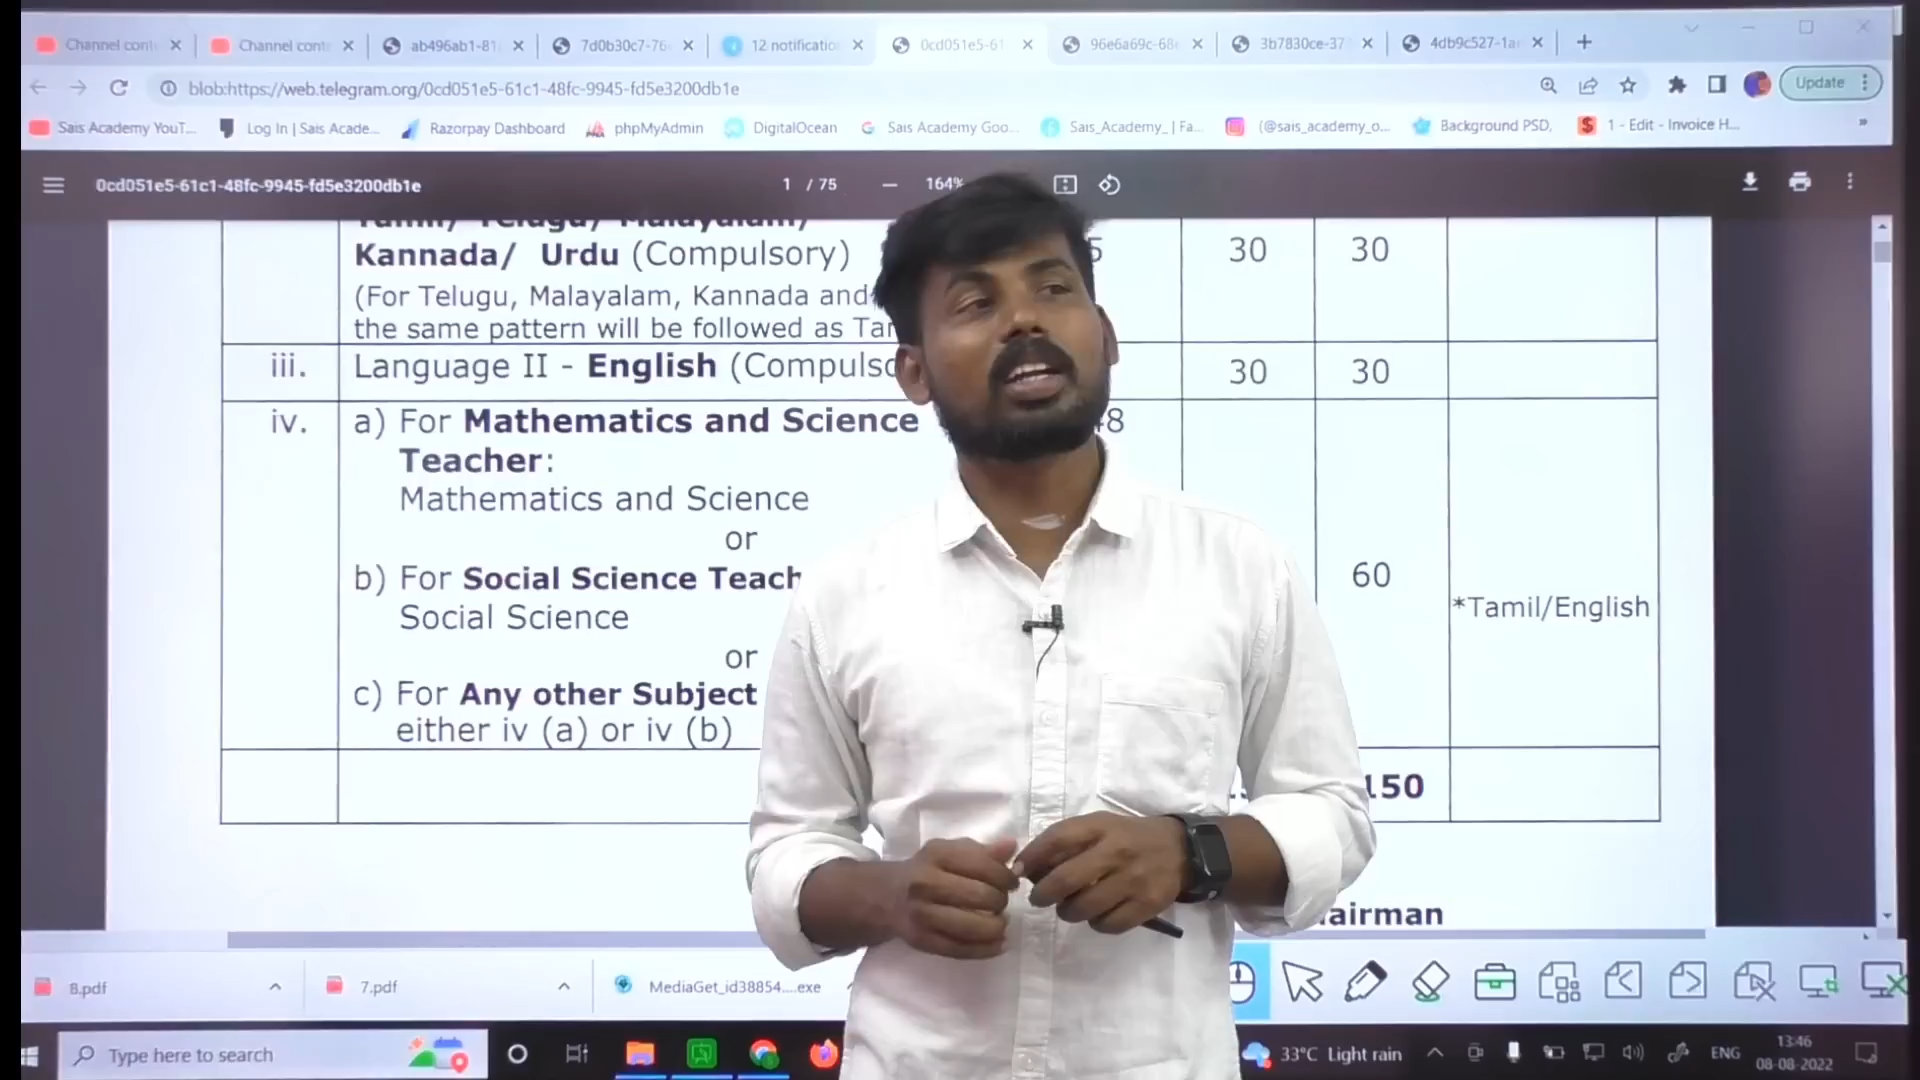 Channel cont
Channel cont
ab496ab1-81
7d0b30c7-76
12 notificatio
0cd051e5-61
96e6a69c-68
3b7830ce-37
4db9c527-1a
blob:https://web.telegram.org/0cd051e5-61c1-48fc-9945-fd5e3200db1e
Update
Sais Academy YouT...
Log In | Sais Acade...
Razorpay Dashboard
phpMyAdmin
DigitalOcean
Sais Academy Goo...
Sais_Academy_ | Fa...
(@sais_academy_o...
Background PSD,
1 - Edit - Invoice H...
»
0cd051e5-61c1-48fc-9945-fd5e3200db1e
1 / 75
164%
Tamil/ Telugu/ Malayalam/
Kannada/ Urdu (Compulsory)
30
30
(For Telugu, Malayalam, Kannada and
the same pattern will be followed as Ta
iii.
Language II - English (Compulso
30
30
iv.
a) For Mathematics and Science
Teacher:
Mathematics and Science
or
b) For Social Science Teach
Social Science
60
*Tamil/English
or
c) For Any other Subject
either iv (a) or iv (b)
150
airman
8.pdf
7.pdf
MediaGet_id38854....exe
Type here to search
33°C Light rain
ENG
13:46
08-08-2022